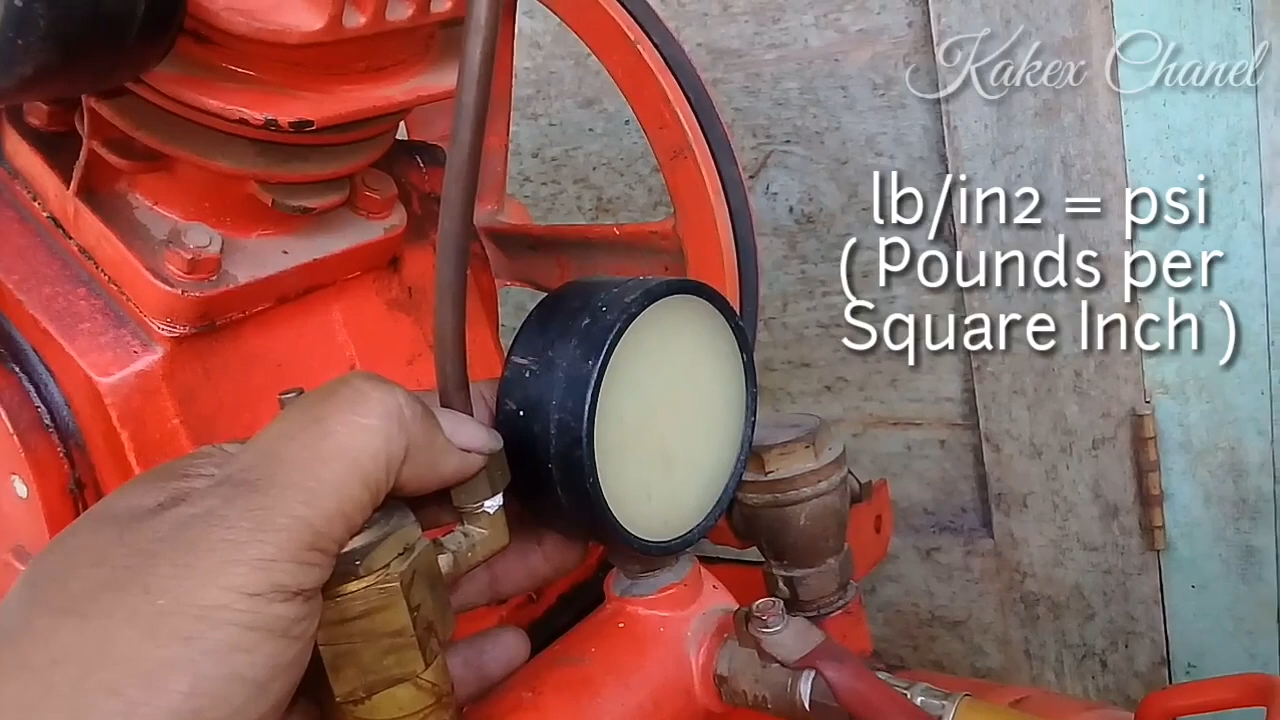 Kakex Chanel
lb/in2 = psi
( Pounds per
Square Inch )